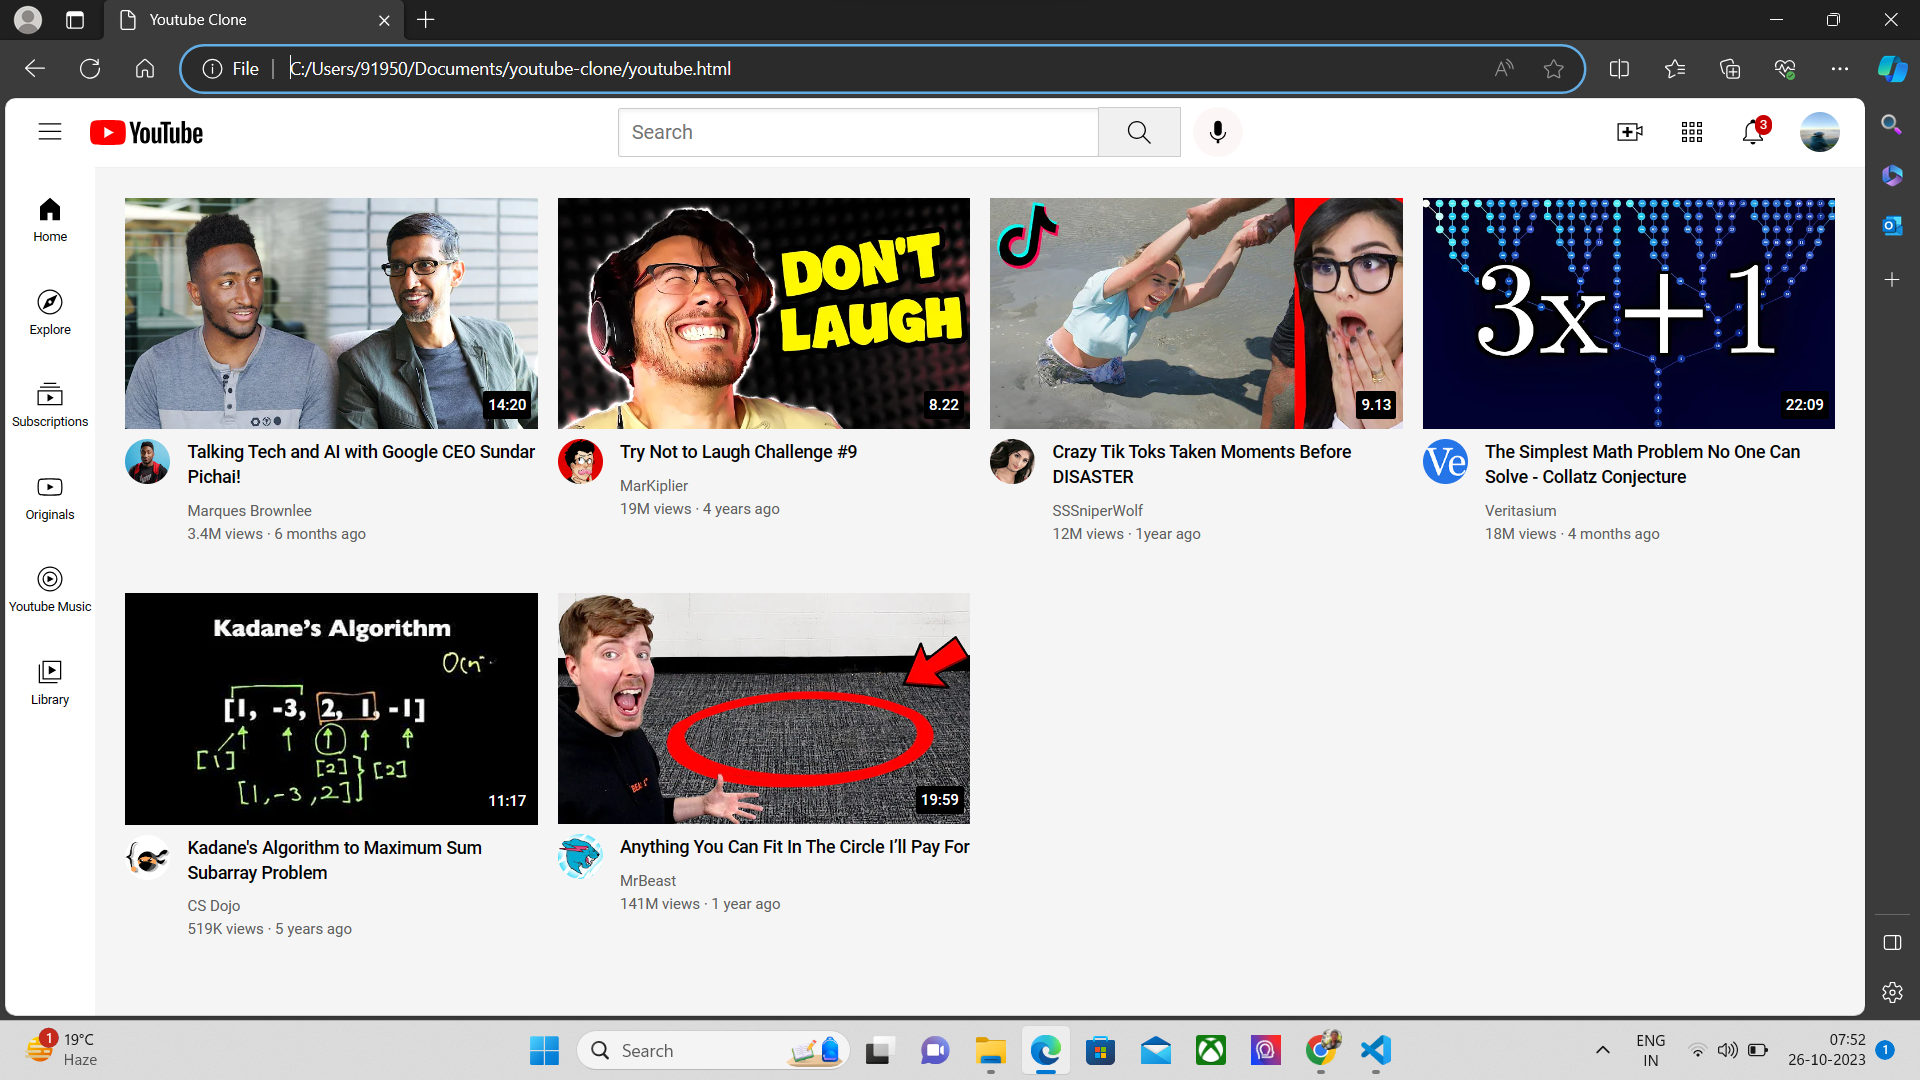 Youtube Clone
File
C:/Users/91950/Documents/youtube-clone/youtube.html
YouTube
Search
3
Home
Explore
Subscriptions
Originals
Youtube Music
Library
14:20
Talking Tech and AI with Google CEO Sundar
Pichai!
Marques Brownlee
3.4M views · 6 months ago
DON'T
LAUGH
8.22
Try Not to Laugh Challenge #9
MarKiplier
19M views · 4 years ago
9.13
Crazy Tik Toks Taken Moments Before
DISASTER
SSSniperWolf
12M views · 1year ago
3x+1
22:09
Ve
The Simplest Math Problem No One Can
Solve - Collatz Conjecture
Veritasium
18M views · 4 months ago
Kadane's Algorithm
[1, -3, 2, 1, -1]
[1]
[2]
[2]
[1,-3,2]
11:17
Kadane's Algorithm to Maximum Sum
Subarray Problem
CS Dojo
519K views · 5 years ago
19:59
Anything You Can Fit In The Circle I’ll Pay For
MrBeast
141M views · 1 year ago
1
19°C
Haze
Search
ENG
IN
07:52
26-10-2023
1